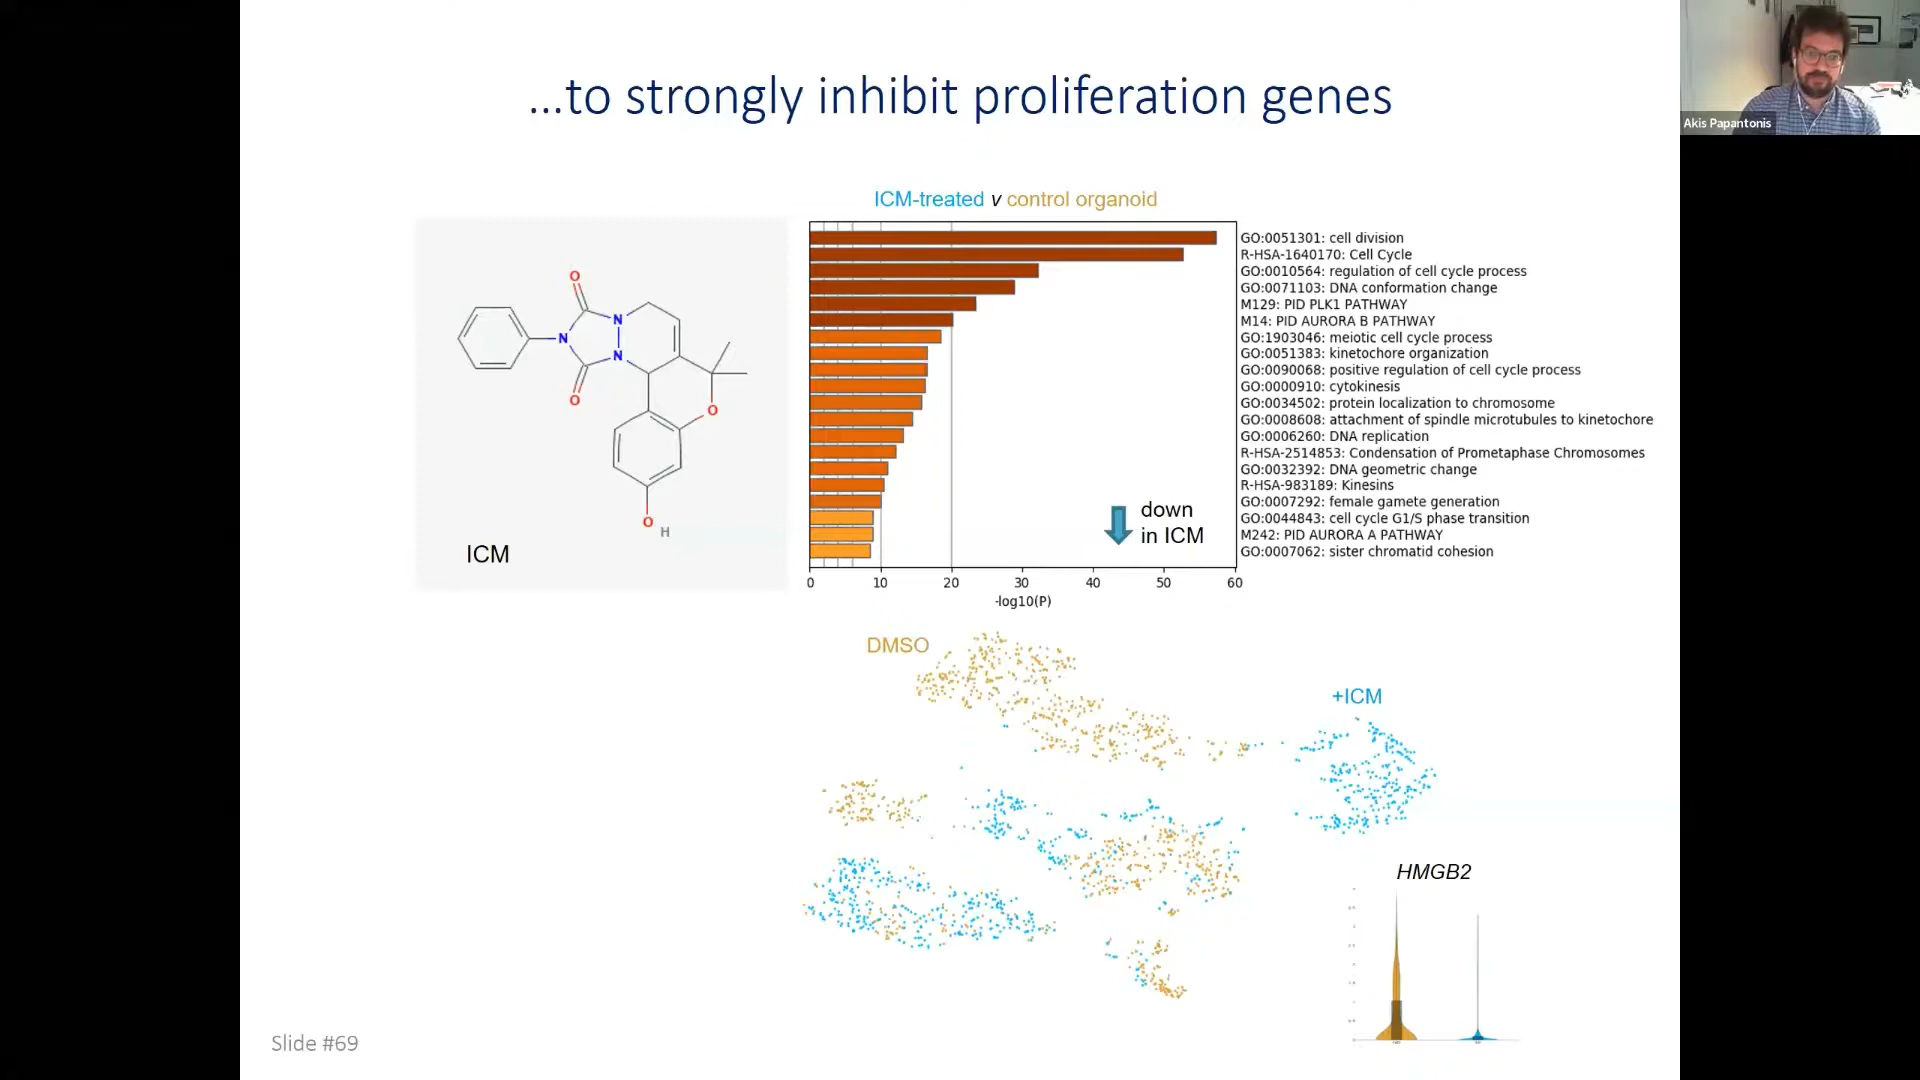 ...to strongly inhibit proliferation genes
Akis Papantonis
ICM-treated v control organoid
O
N
N
N
O
O
O
H
ICM
GO:0051301: cell division
R-HSA-1640170: Cell Cycle
GO:0010564: regulation of cell cycle process
GO:0071103: DNA conformation change
M129: PID PLK1 PATHWAY
M14: PID AURORA B PATHWAY
GO:1903046: meiotic cell cycle process
GO:0051383: kinetochore organization
GO:0090068: positive regulation of cell cycle process
GO:0000910: cytokinesis
GO:0034502: protein localization to chromosome
GO:0008608: attachment of spindle microtubules to kinetochore
GO:0006260: DNA replication
R-HSA-2514853: Condensation of Prometaphase Chromosomes
GO:0032392: DNA geometric change
R-HSA-983189: Kinesins
GO:0007292: female gamete generation
GO:0044843: cell cycle G1/S phase transition
M242: PID AURORA A PATHWAY
GO:0007062: sister chromatid cohesion
down
in ICM
0 10 20 30 40 50 60
-log10(P)
DMSO
+ICM
HMGB2
Slide #69